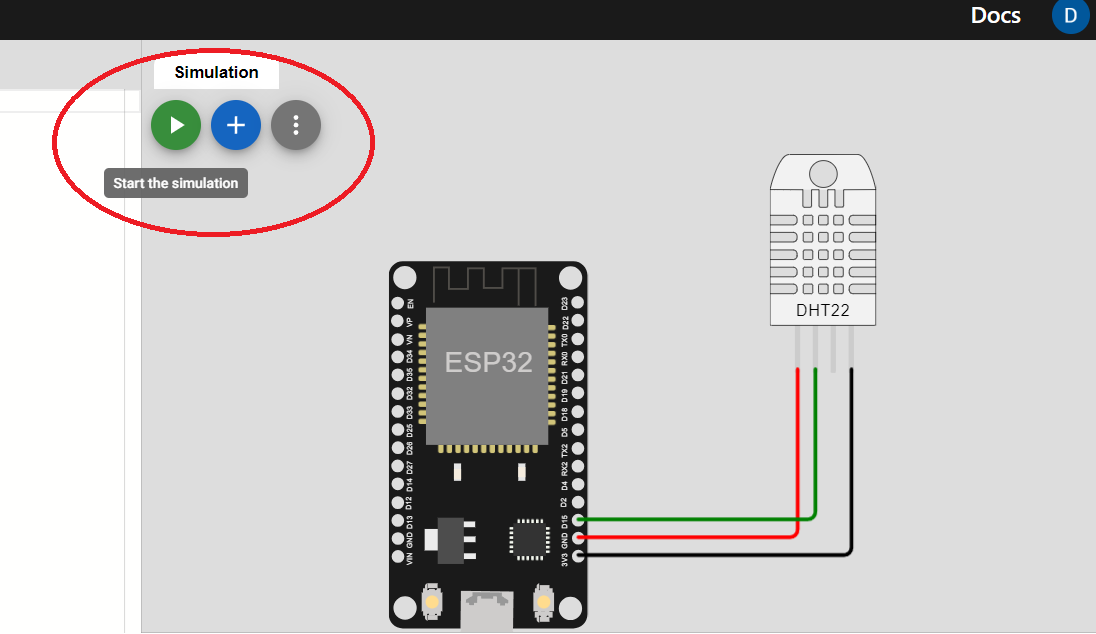 Docs
D
Simulation
Start the simulation
DHT22
ESP32
EN
VP
VN
D34
D35
D32
D33
D25
D26
D27
D14
D12
D13
GND
VIN
D23
D22
TX0
RX0
D21
D19
D18
D5
TX2
RX2
D4
D2
D15
GND
3V3